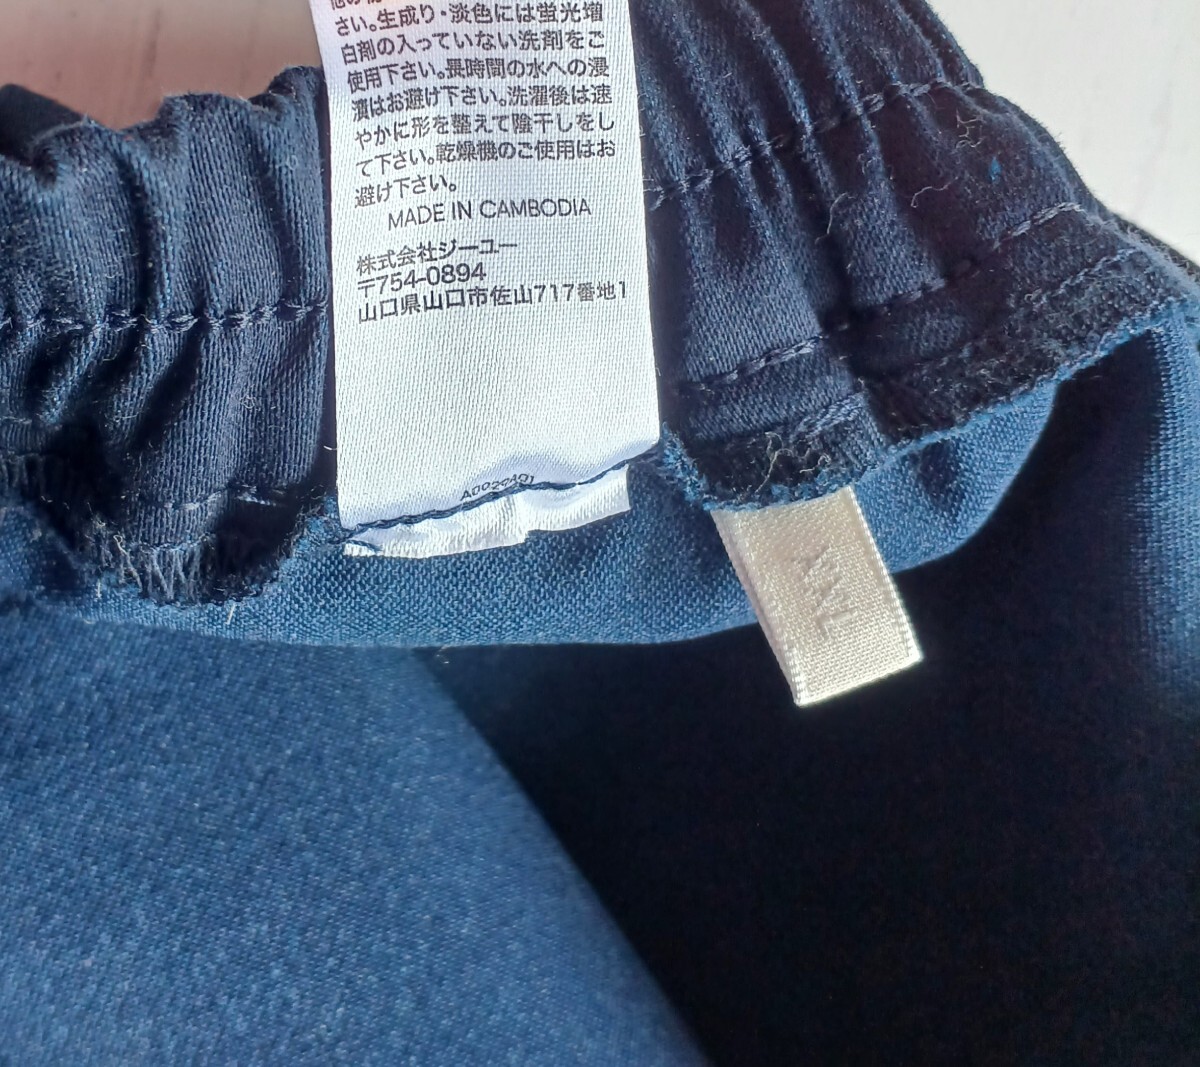 さい。生成り・淡色には蛍光増
白剤の入っていない洗剤をご
使用下さい。長時間の水への浸
漬はお避け下さい。洗濯後は速
やかに形を整えて陰干しをし
て下さい。乾燥機のご使用はお
避け下さい。
MADE IN CAMBODIA
株式会社ジーユー
〒754-0894
山口県山口市佐山717番地1
XXL